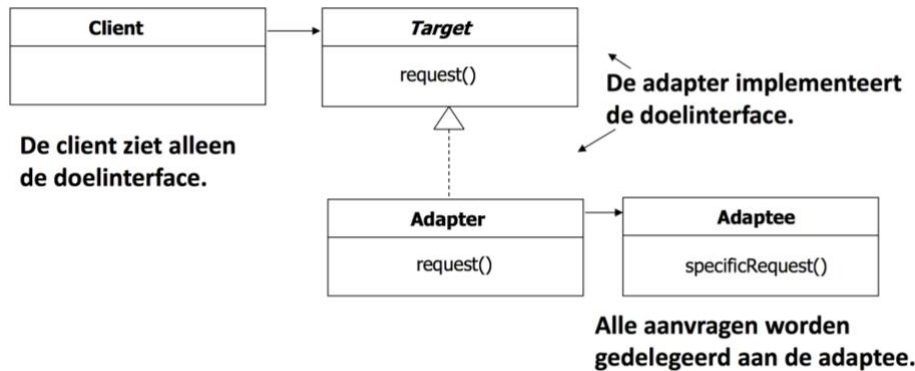 Client
Target
request()
De adapter implementeert
de doelinterface.
De client ziet alleen
de doelinterface.
Adapter
Adaptee
request()
specificRequest()
Alle aanvragen worden
gedelegeerd aan de adaptee.